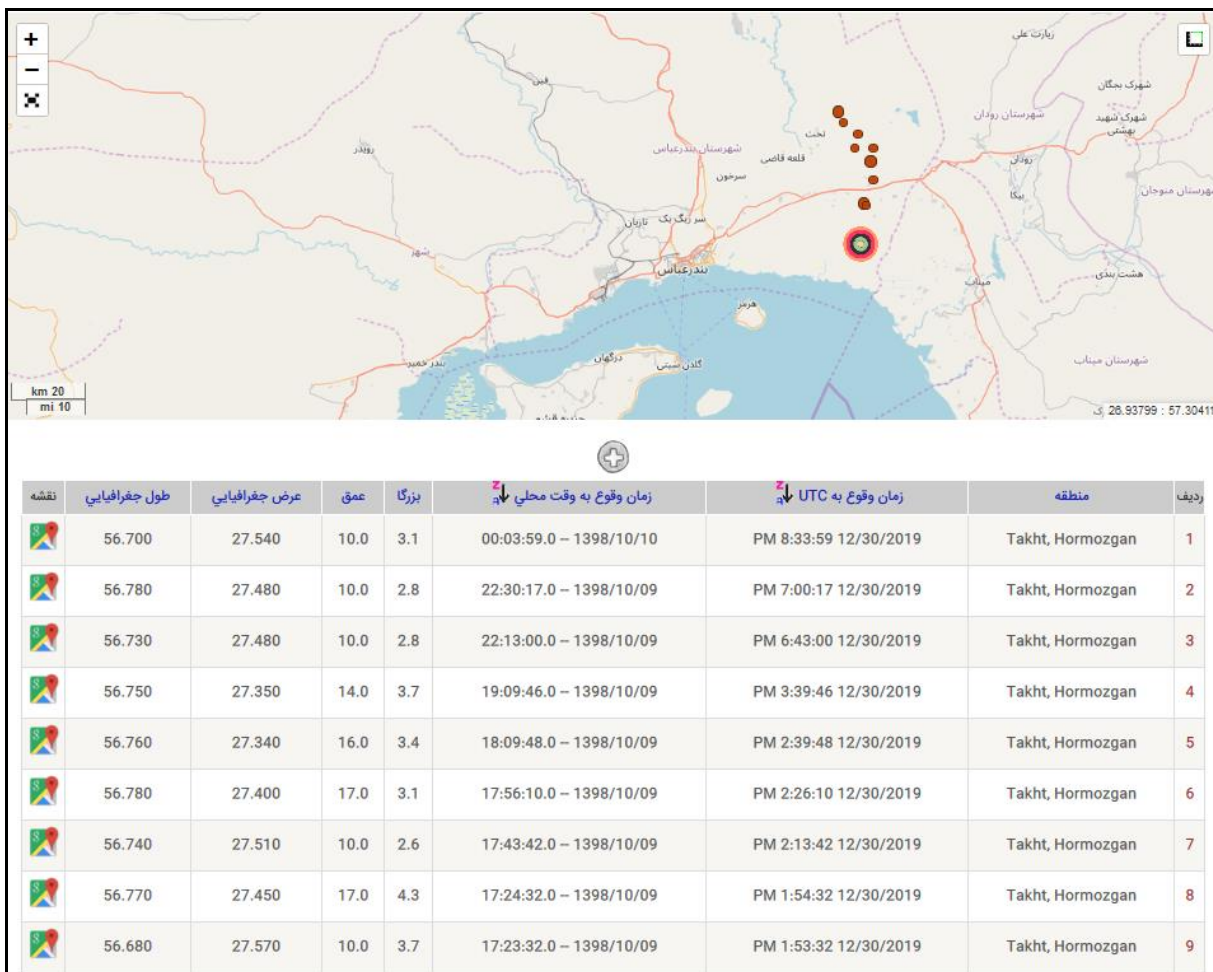 +
زیارت علی
−
شهرک بجگان
فین
شهرستان رودان
شهرک شهید
بهشتی
تخت
رویدر
شهرستان بندرعباس
قلعه قاضی
رودان
سرخون
بیکا
شهرستان منوجان
سر ریگ یک
تازیان
شهر
بندرعباس
هشت بندی
میناب
هرمز
درگهان
گلدن سیتی
بندر خمیر
شهرستان میناب
km 20
mi 10
26.93799 : 57.30411
ردیف منطقه زمان وقوع به UTC زمان وقوع به وقت محلي بزرگا عمق عرض جغرافيايي طول جغرافيايي نقشه
1 Takht, Hormozgan PM 8:33:59 12/30/2019 00:03:59.0 -- 1398/10/10 3.1 10.0 27.540 56.700
2 Takht, Hormozgan PM 7:00:17 12/30/2019 22:30:17.0 -- 1398/10/09 2.8 10.0 27.480 56.780
3 Takht, Hormozgan PM 6:43:00 12/30/2019 22:13:00.0 -- 1398/10/09 2.8 10.0 27.480 56.730
4 Takht, Hormozgan PM 3:39:46 12/30/2019 19:09:46.0 -- 1398/10/09 3.7 14.0 27.350 56.750
5 Takht, Hormozgan PM 2:39:48 12/30/2019 18:09:48.0 -- 1398/10/09 3.4 16.0 27.340 56.760
6 Takht, Hormozgan PM 2:26:10 12/30/2019 17:56:10.0 -- 1398/10/09 3.1 17.0 27.400 56.780
7 Takht, Hormozgan PM 2:13:42 12/30/2019 17:43:42.0 -- 1398/10/09 2.6 10.0 27.510 56.740
8 Takht, Hormozgan PM 1:54:32 12/30/2019 17:24:32.0 -- 1398/10/09 4.3 17.0 27.450 56.770
9 Takht, Hormozgan PM 1:53:32 12/30/2019 17:23:32.0 -- 1398/10/09 3.7 10.0 27.570 56.680